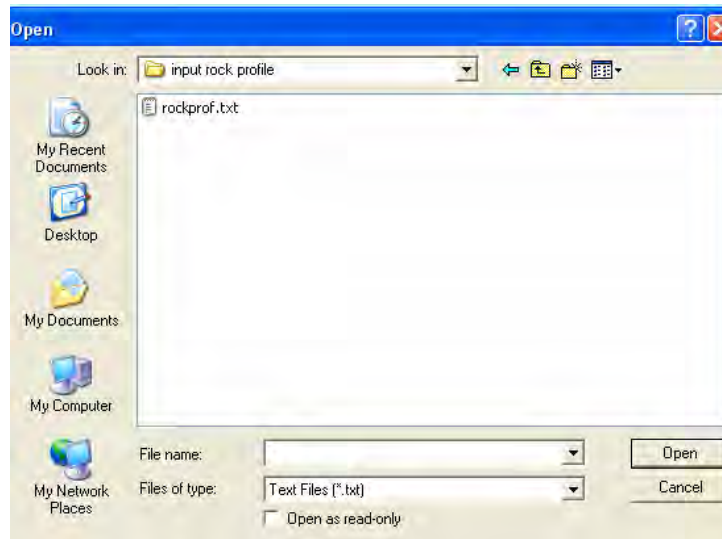 Open
Look in:
input rock profile
rockprof.txt
My Recent
Documents
Desktop
My Documents
My Computer
My Network
Places
File name:
Open
Files of type:
Text Files (*.txt)
Cancel
Open as read-only